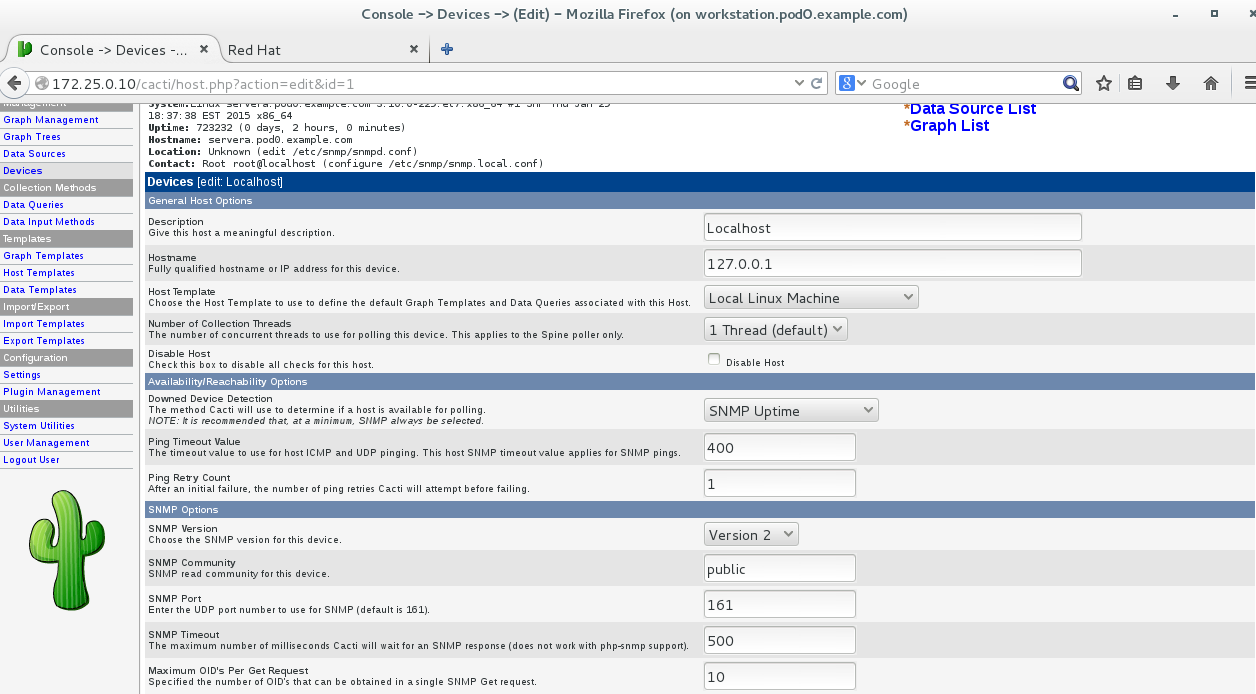 Console -> Devices -> (Edit) – Mozilla Firefox (on workstation.pod0.example.com)
Console -> Devices -...
Red Hat
172.25.0.10/cacti/host.php?action=edit&id=1
Google
Management
Graph Management
Graph Trees
Data Sources
Devices
Collection Methods
Data Queries
Data Input Methods
Templates
Graph Templates
Host Templates
Data Templates
Import/Export
Import Templates
Export Templates
Configuration
Settings
Plugin Management
Utilities
System Utilities
User Management
Logout User
System:Linux servera.pod0.example.com
18:37:38 EST 2015 x86_64
Uptime: 723232 (0 days, 2 hours, 0 minutes)
Hostname: servera.pod0.example.com
Location: Unknown (edit /etc/snmp/snmpd.conf)
Contact: Root root@localhost (configure /etc/snmp/snmp.local.conf)
*Data Source List
*Graph List
Devices [edit: Localhost]
General Host Options
Description
Give this host a meaningful description.
Localhost
Hostname
Fully qualified hostname or IP address for this device.
127.0.0.1
Host Template
Choose the Host Template to use to define the default Graph Templates and Data Queries associated with this Host.
Local Linux Machine
Number of Collection Threads
The number of concurrent threads to use for polling this device. This applies to the Spine poller only.
1 Thread (default)
Disable Host
Check this box to disable all checks for this host.
Disable Host
Availability/Reachability Options
Downed Device Detection
The method Cacti will use to determine if a host is available for polling.
NOTE: It is recommended that, at a minimum, SNMP always be selected.
SNMP Uptime
Ping Timeout Value
The timeout value to use for host ICMP and UDP pinging. This host SNMP timeout value applies for SNMP pings.
400
Ping Retry Count
After an initial failure, the number of ping retries Cacti will attempt before failing.
1
SNMP Options
SNMP Version
Choose the SNMP version for this device.
Version 2
SNMP Community
SNMP read community for this device.
public
SNMP Port
Enter the UDP port number to use for SNMP (default is 161).
161
SNMP Timeout
The maximum number of milliseconds Cacti will wait for an SNMP response (does not work with php-snmp support).
500
Maximum OID's Per Get Request
Specified the number of OID's that can be obtained in a single SNMP Get request.
10